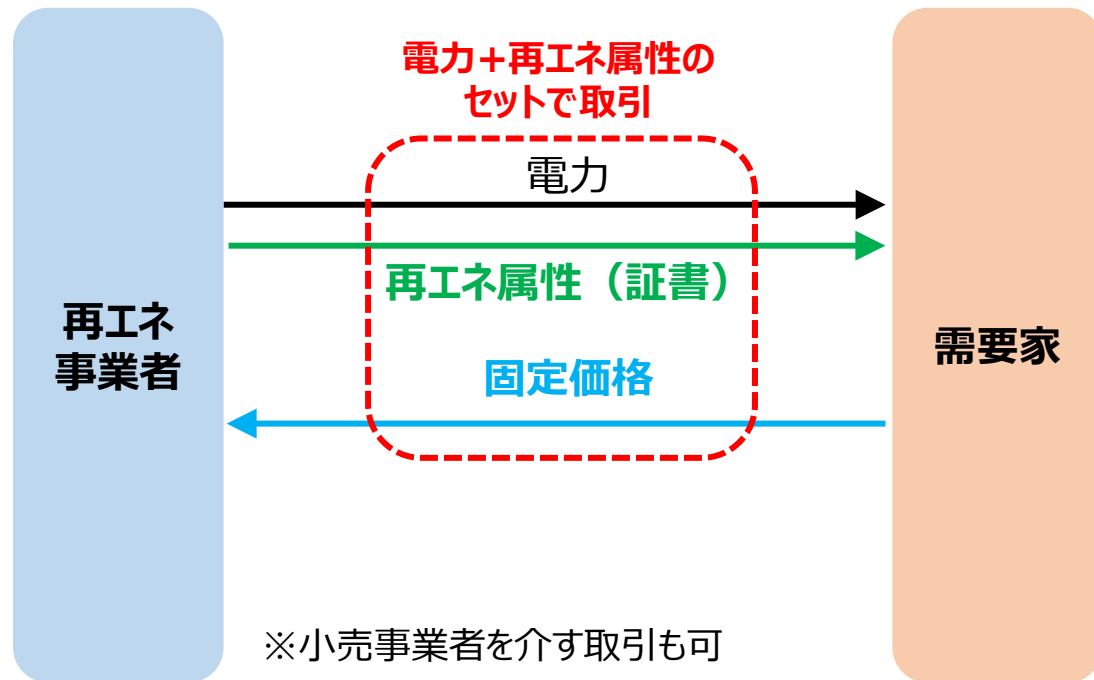 電力+再エネ属性の
セットで取引
電力
再エネ属性（証書）
再エネ
事業者
需要家
固定価格
※小売事業者を介す取引も可